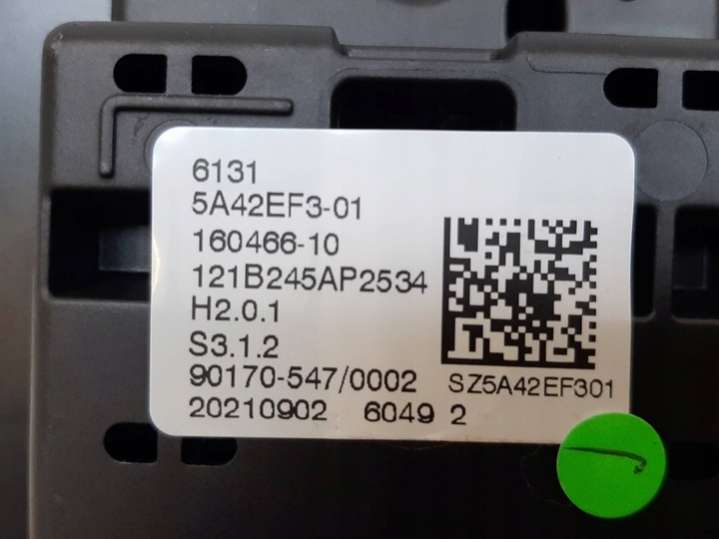 6131
5A42EF3-01
160466-10
121B245AP2534
H2.0.1
S3.1.2
90170-547/0002 SZ5A42EF301
20210902 6049 2